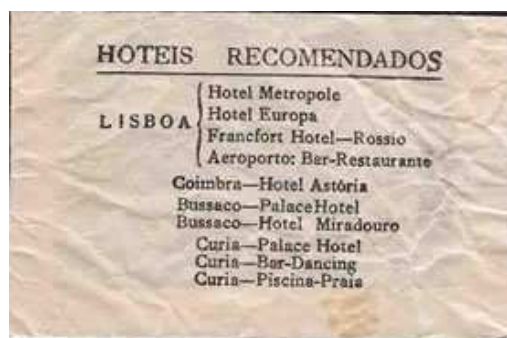 HOTEIS RECOMENDADOS
LISBOA
Hotel Metropole
Hotel Europa
Francfort Hotel—Rossio
Aeroporto: Bar-Restaurante
Coimbra—Hotel Astória
Bussaco—Palace Hotel
Bussaco—Hotel Miradouro
Curia—Palace Hotel
Curia—Bar-Dancing
Curia—Piscina-Praia